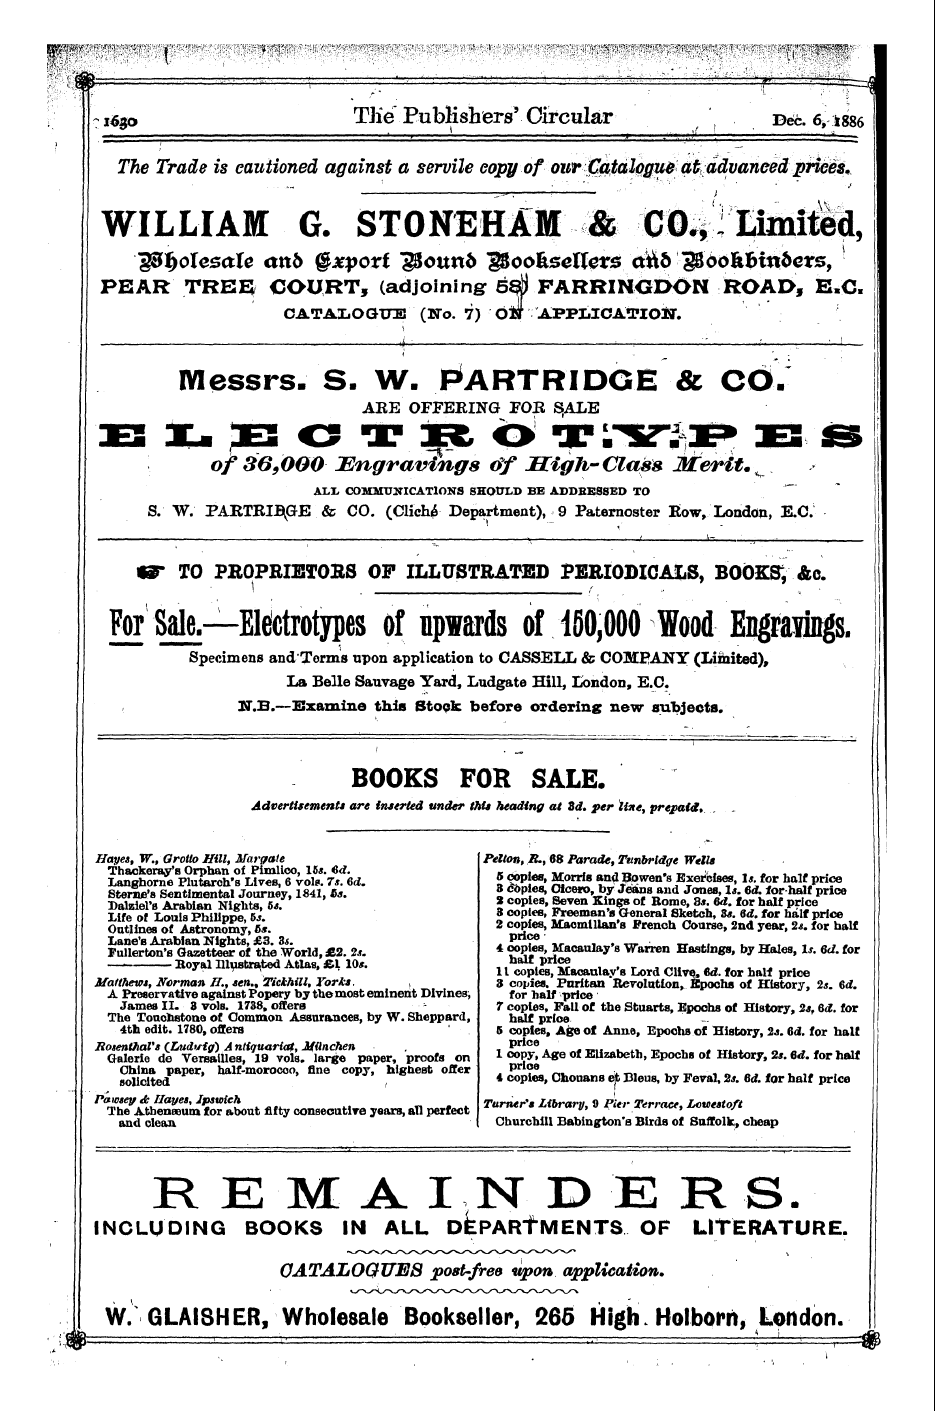 1630
The Publishers' Circular
Dec. 6, 1886
The Trade is cautioned against a servile copy of our Catalogue at advanced prices.
WILLIAM G. STONEHAM & CO., Limited,
Wholesale and Export Bound Booksellers and Bookbinders,
PEAR TREE COURT, (adjoining 58) FARRINGDON ROAD, E.C.
CATALOGUE (No. 7) ON APPLICATION.
Messrs. S. W. PARTRIDGE & CO.
ARE OFFERING FOR SALE
ELECTROTYPES
of 36,000 Engravings of High-Class Merit.
ALL COMMUNICATIONS SHOULD BE ADDRESSED TO
S. W. PARTRIDGE & CO. (Cliché Department), 9 Paternoster Row, London, E.C.
☛ TO PROPRIETORS OF ILLUSTRATED PERIODICALS, BOOKS, &c.
For Sale.—Electrotypes of upwards of 150,000 Wood Engravings.
Specimens and Terms upon application to CASSELL & COMPANY (Limited),
La Belle Sauvage Yard, Ludgate Hill, London, E.C.
N.B.—Examine this Stock before ordering new subjects.
BOOKS FOR SALE.
Advertisements are inserted under this heading at 3d. per line, prepaid.
Hayes, W., Grotto Hill, Margate
Thackeray's Orphan of Pimlico, 15s. 6d.
Langhorne Plutarch's Lives, 6 vols. 7s. 6d.
Sterne's Sentimental Journey, 1841, 5s.
Dalziel's Arabian Nights, 5s.
Life of Louis Philippe, 5s.
Outlines of Astronomy, 5s.
Lane's Arabian Nights, £3. 3s.
Fullerton's Gazetteer of the World, £2. 2s.
——— Royal Illustrated Atlas, £1. 10s.
Matthews, Norman H., sen., Tickhill, Yorks.
A Preservative against Popery by the most eminent Divines,
James II. 3 vols. 1738, offers
The Touchstone of Common Assurances, by W. Sheppard,
4th edit. 1780, offers
Rosenthal's (Ludwig) Antiquariat, München
Galerie de Versailles, 19 vols. large paper, proofs on
China paper, half-morocco, fine copy, highest offer
solicited
Pawsey & Hayes, Ipswich
The Athenæum for about fifty consecutive years, all perfect
and clean
Pelton, R., 68 Parade, Tunbridge Wells
5 copies, Morris and Bowen's Exercises, 1s. for half price
3 copies, Cicero, by Jeans and Jones, 1s. 6d. for half price
2 copies, Seven Kings of Rome, 3s. 6d. for half price
3 copies, Freeman's General Sketch, 3s. 6d. for half price
2 copies, Macmillan's French Course, 2nd year, 2s. for half
price
4 copies, Macaulay's Warren Hastings, by Hales, 1s. 6d. for
half price
11 copies, Macaulay's Lord Clive, 6d. for half price
3 copies, Puritan Revolution, Epochs of History, 2s. 6d.
for half price
7 copies, Fall of the Stuarts, Epochs of History, 2s, 6d. for
half price
5 copies, Age of Anne, Epochs of History, 2s. 6d. for half
price
1 copy, Age of Elizabeth, Epochs of History, 2s. 6d. for half
price
4 copies, Chouans et Bleus, by Feval, 2s. 6d. for half price
Turner's Library, 9 Pier Terrace, Lowestoft
Churchill Babington's Birds of Suffolk, cheap
REMAINDERS.
INCLUDING BOOKS IN ALL DEPARTMENTS OF LITERATURE.
CATALOGUES post-free upon application.
W. GLAISHER, Wholesale Bookseller, 265 High Holborn, London.